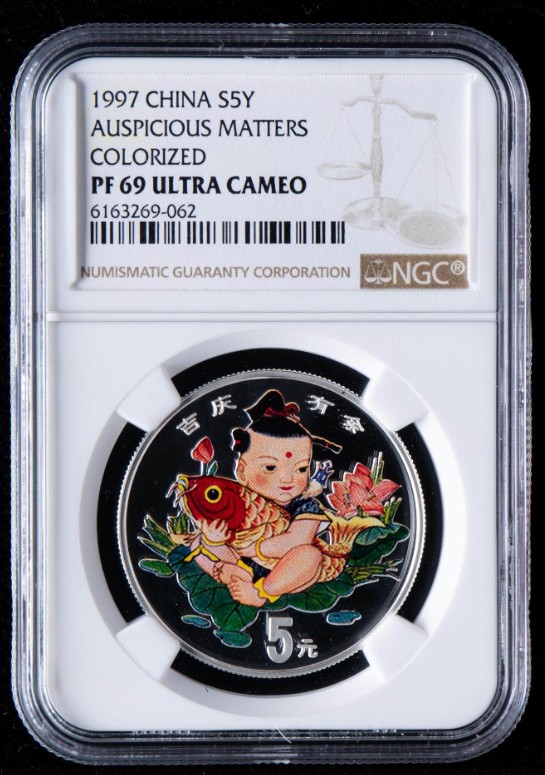 1997 CHINA S5Y
AUSPICIOUS MATTERS
COLORIZED
PF 69 ULTRA CAMEO
6163269-062
NUMISMATIC GUARANTY CORPORATION NGC®
吉庆有余
5元